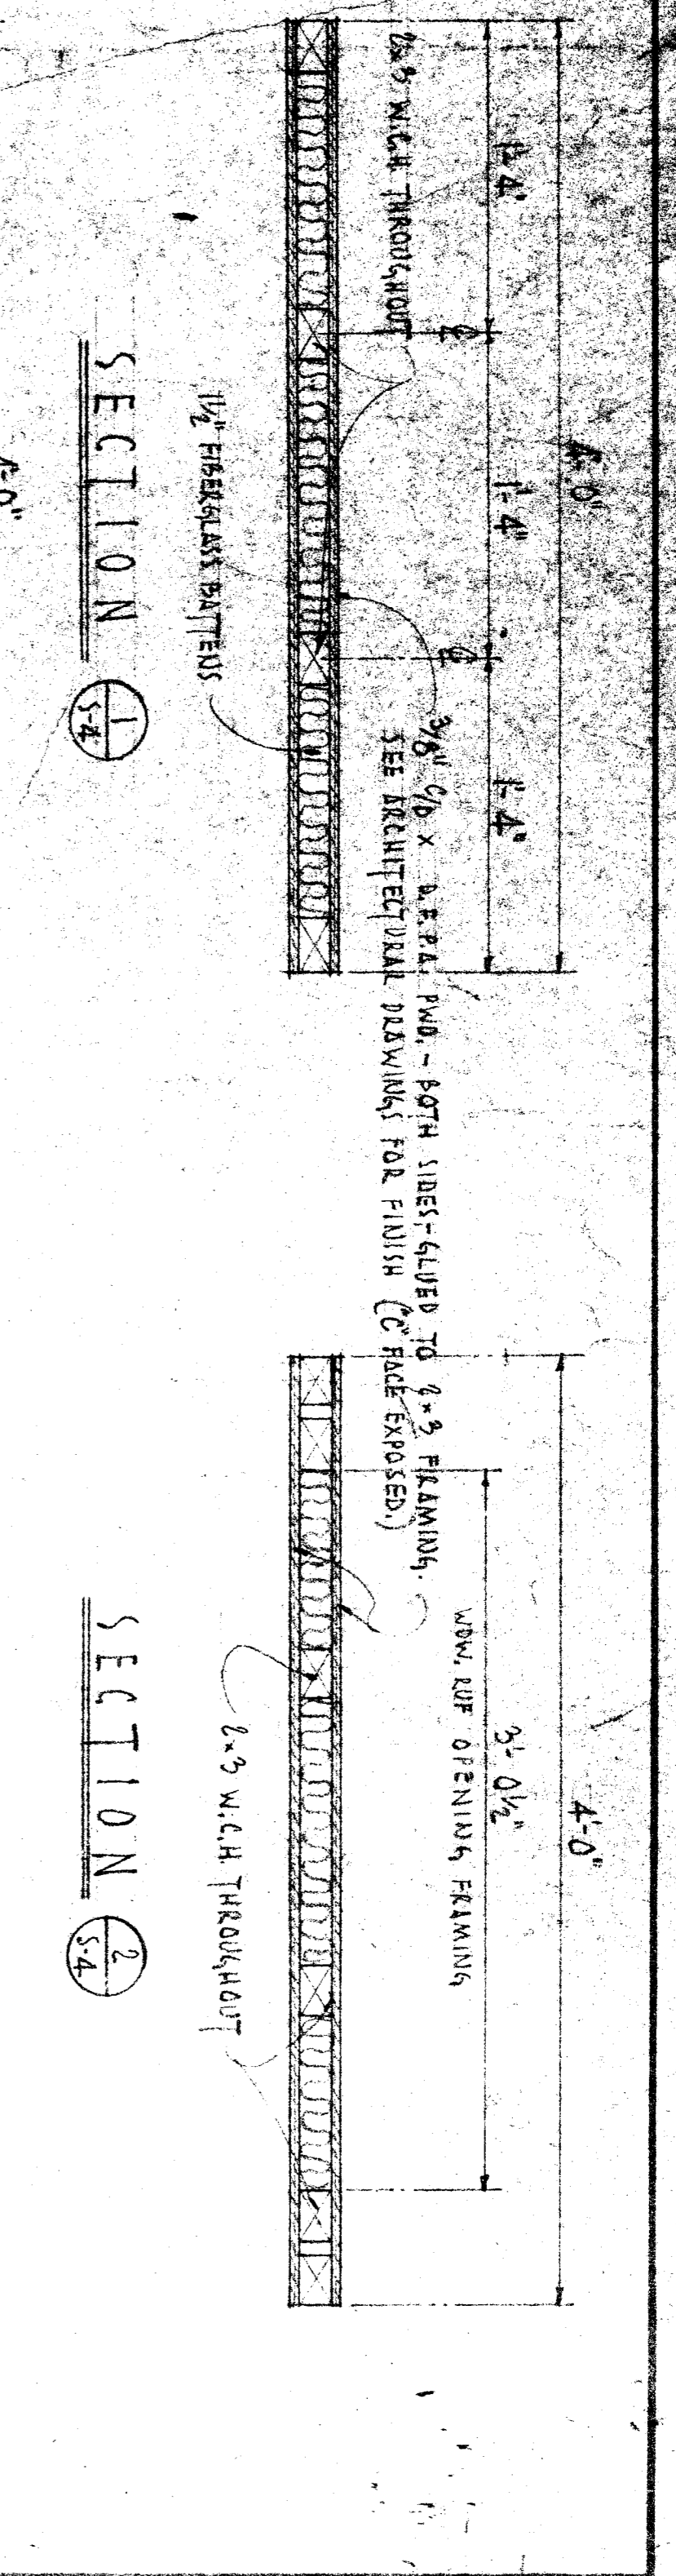 4'-0"
1'-4"
1'-4"
1'-4"
℄
℄
2x3 W.C.H. THROUGHOUT
3/8" C/D X D.F.P.A. PWD. - BOTH SIDES - GLUED TO 2x3 FRAMING.
SEE ARCHITECTURAL DRAWINGS FOR FINISH ("C" FACE EXPOSED.)
1½" FIBERGLASS BATTENS
SECTION
1
S-4
4'-0"
4'-0"
3'-0½"
WDW. RUF OPENING FRAMING
2x3 W.C.H. THROUGHOUT
SECTION
2
S-4